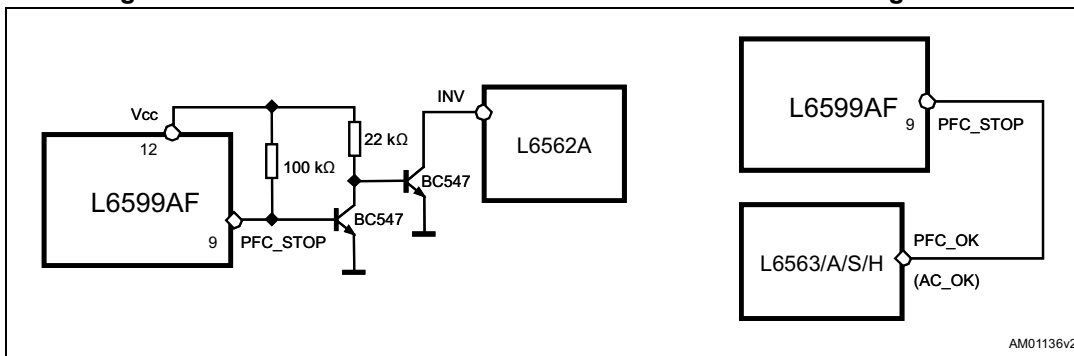 Vcc
12
L6599AF
9
PFC_STOP
100 kΩ
22 kΩ
BC547
BC547
INV
L6562A
L6599AF
9
PFC_STOP
L6563/A/S/H
PFC_OK
(AC_OK)
AM01136v2